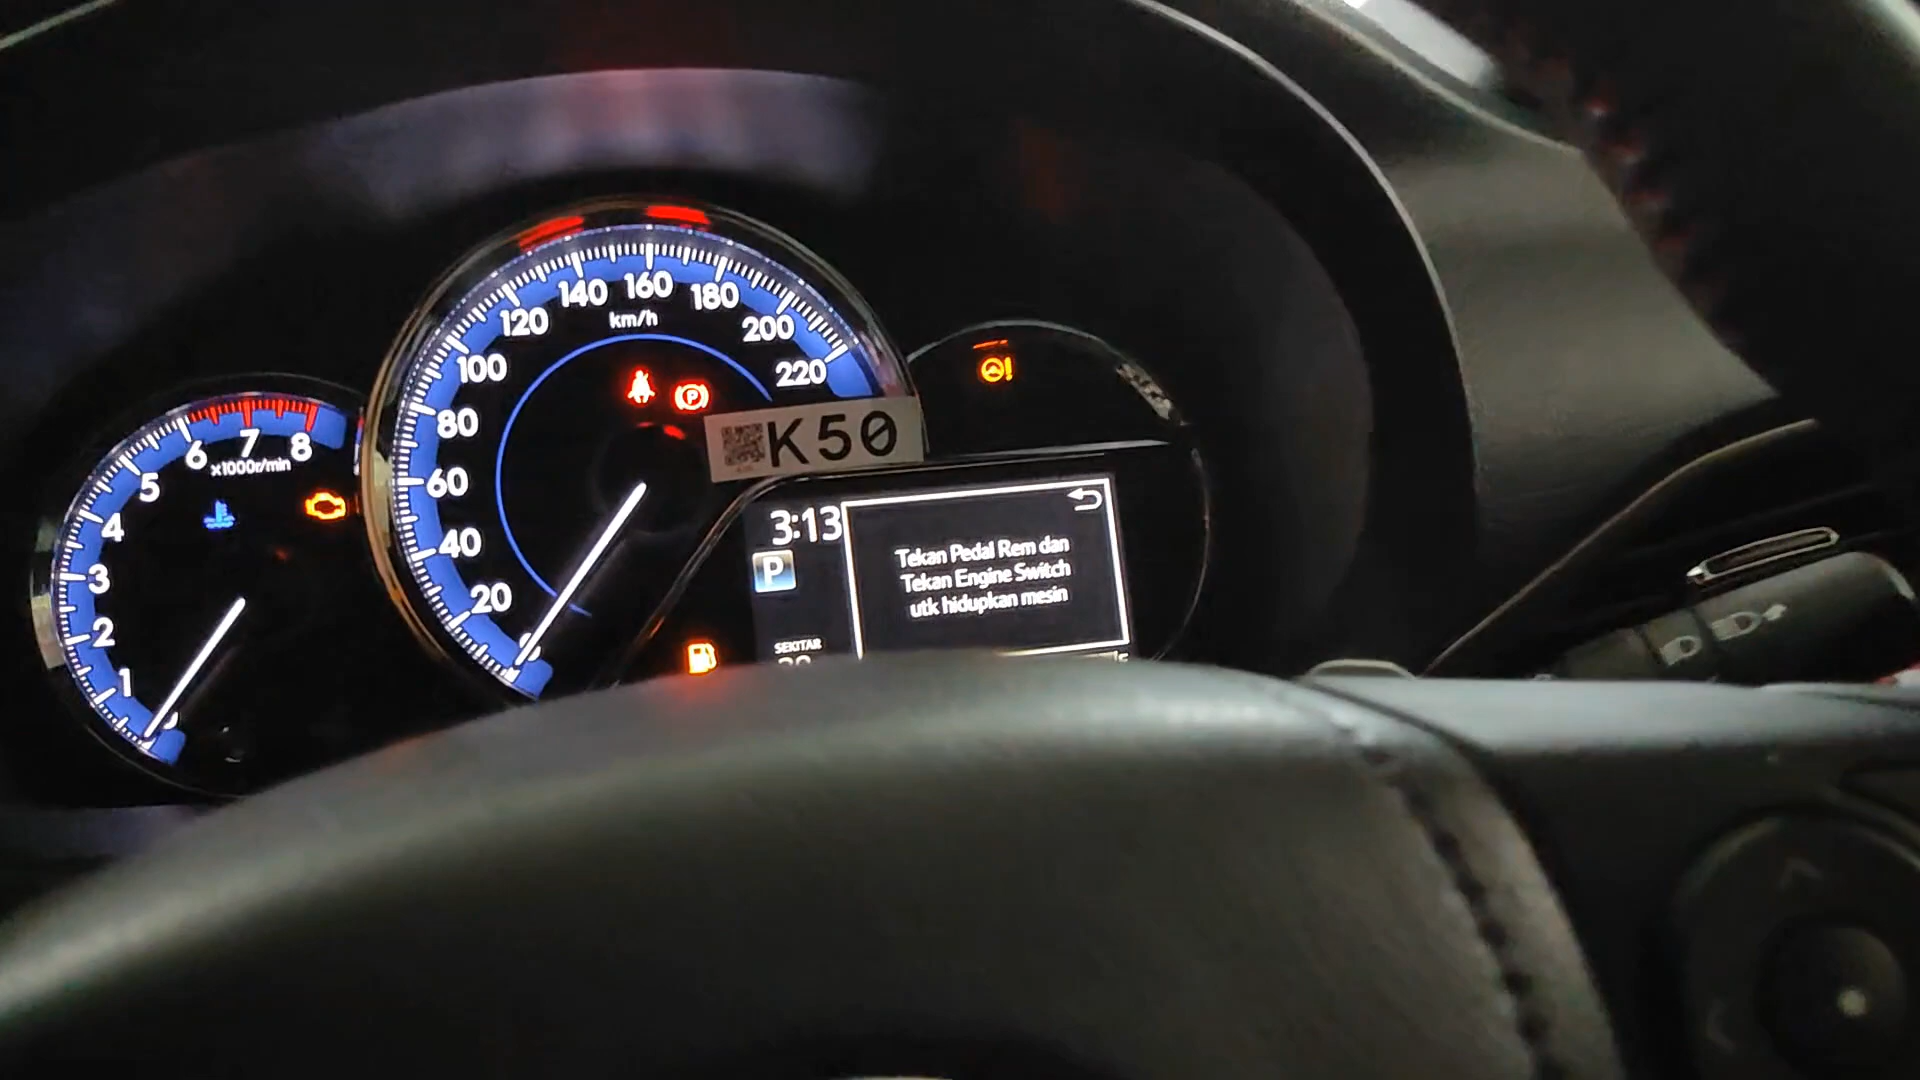 8
7
6
5
4
3
2
1
x1000r/min
220
200
180
160
140
120
100
80
60
40
20
km/h
P
K50
3:13
P
Tekan Pedal Rem dan
Tekan Engine Switch
utk hidupkan mesin
SEKITAR